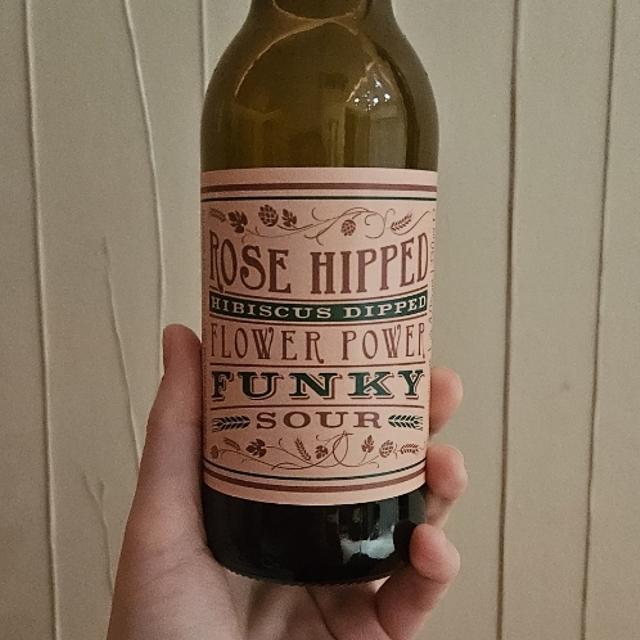 ROSE HIPPED
HIBISCUS DIPPED
FLOWER POWER
FUNKY
SOUR